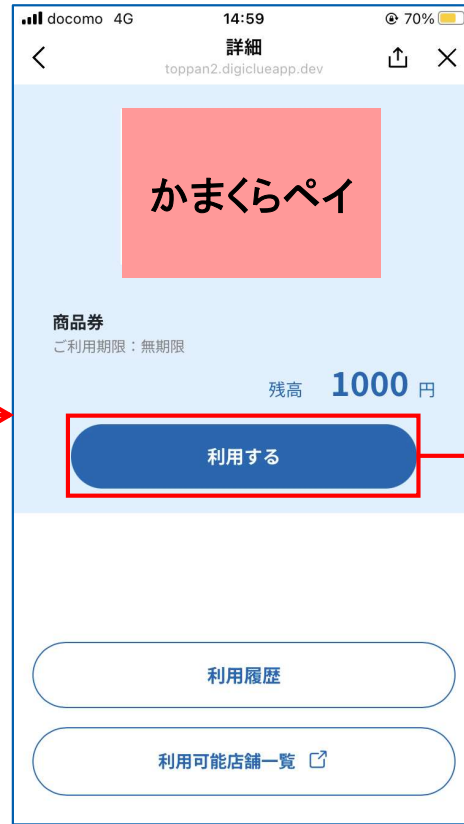 docomo 4G 14:59 70%
詳細
toppan2.digiclueapp.dev
かまくらペイ
商品券
ご利用期限：無期限
残高 1000 円
利用する
利用履歴
利用可能店舗一覧